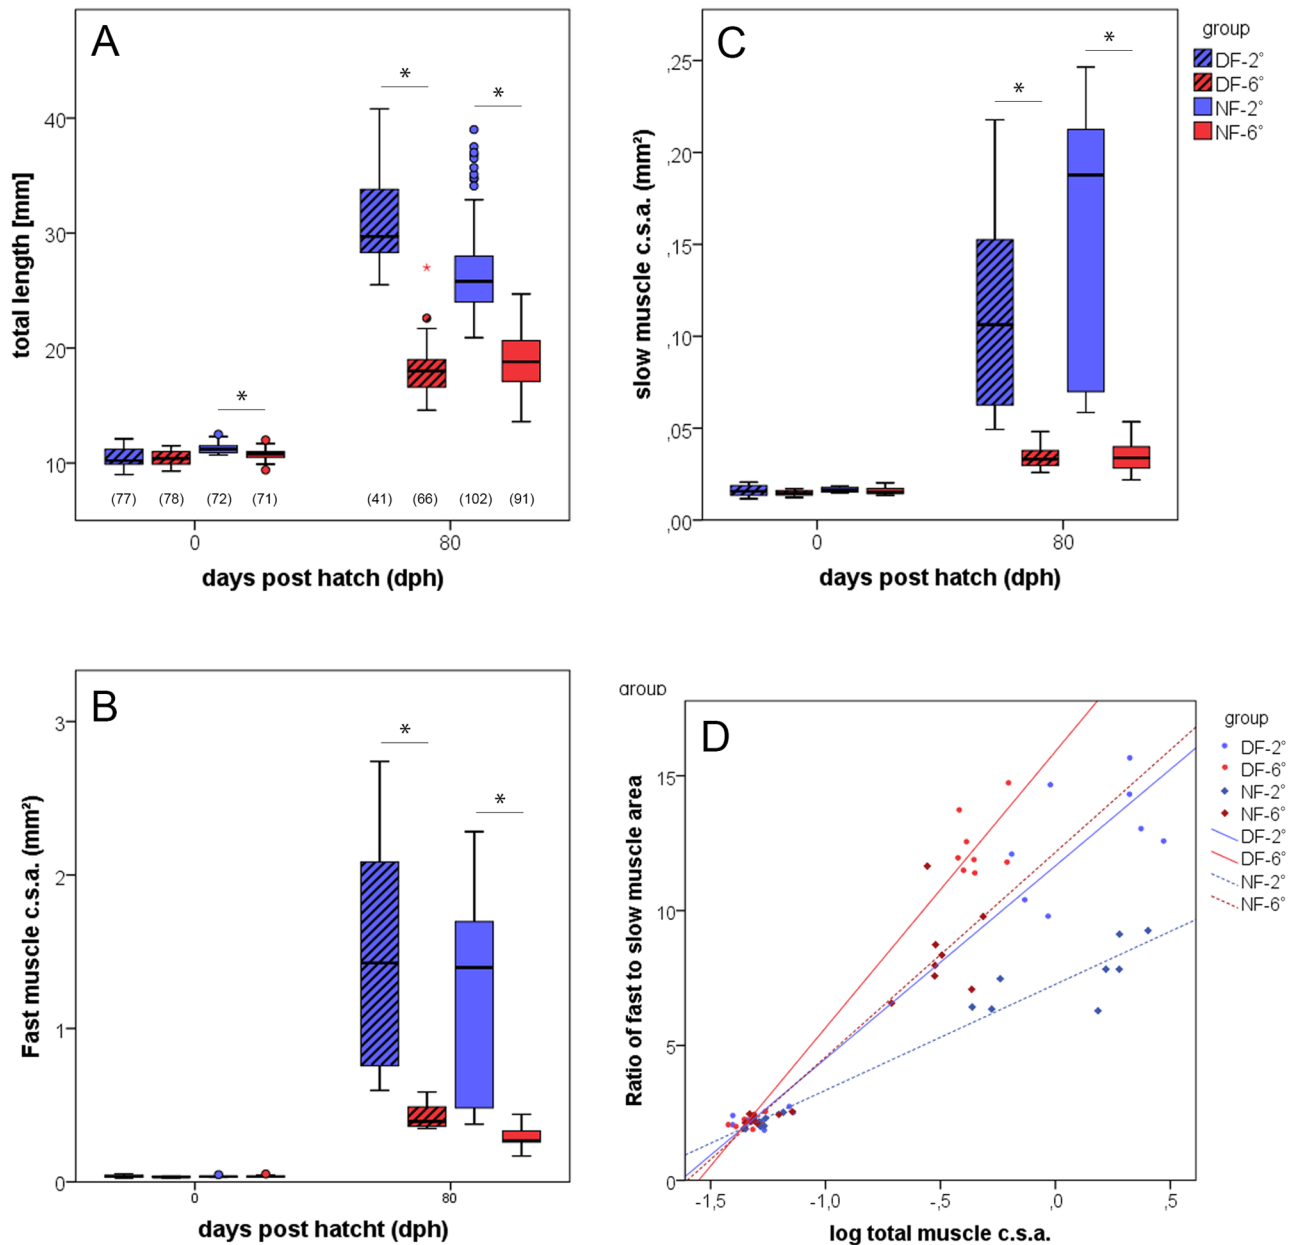 A
total length [mm]
40
30
20
10
*
*
*
(77) (78) (72) (71) (41) (66) (102) (91)
0 80
days post hatch (dph)
C
slow muscle c.s.a. (mm²)
,25
,20
,15
,10
,05
,00
*
*
0 80
days post hatch (dph)
group
DF-2°
DF-6°
NF-2°
NF-6°
B
Fast muscle c.s.a. (mm²)
3
2
1
0
*
*
0 80
days post hatcht (dph)
group
D
Ratio of fast to slow muscle area
15
10
5
0
-1,5 -1,0 -,5 ,0 ,5
log total muscle c.s.a.
group
DF-2°
DF-6°
NF-2°
NF-6°
DF-2°
DF-6°
NF-2°
NF-6°